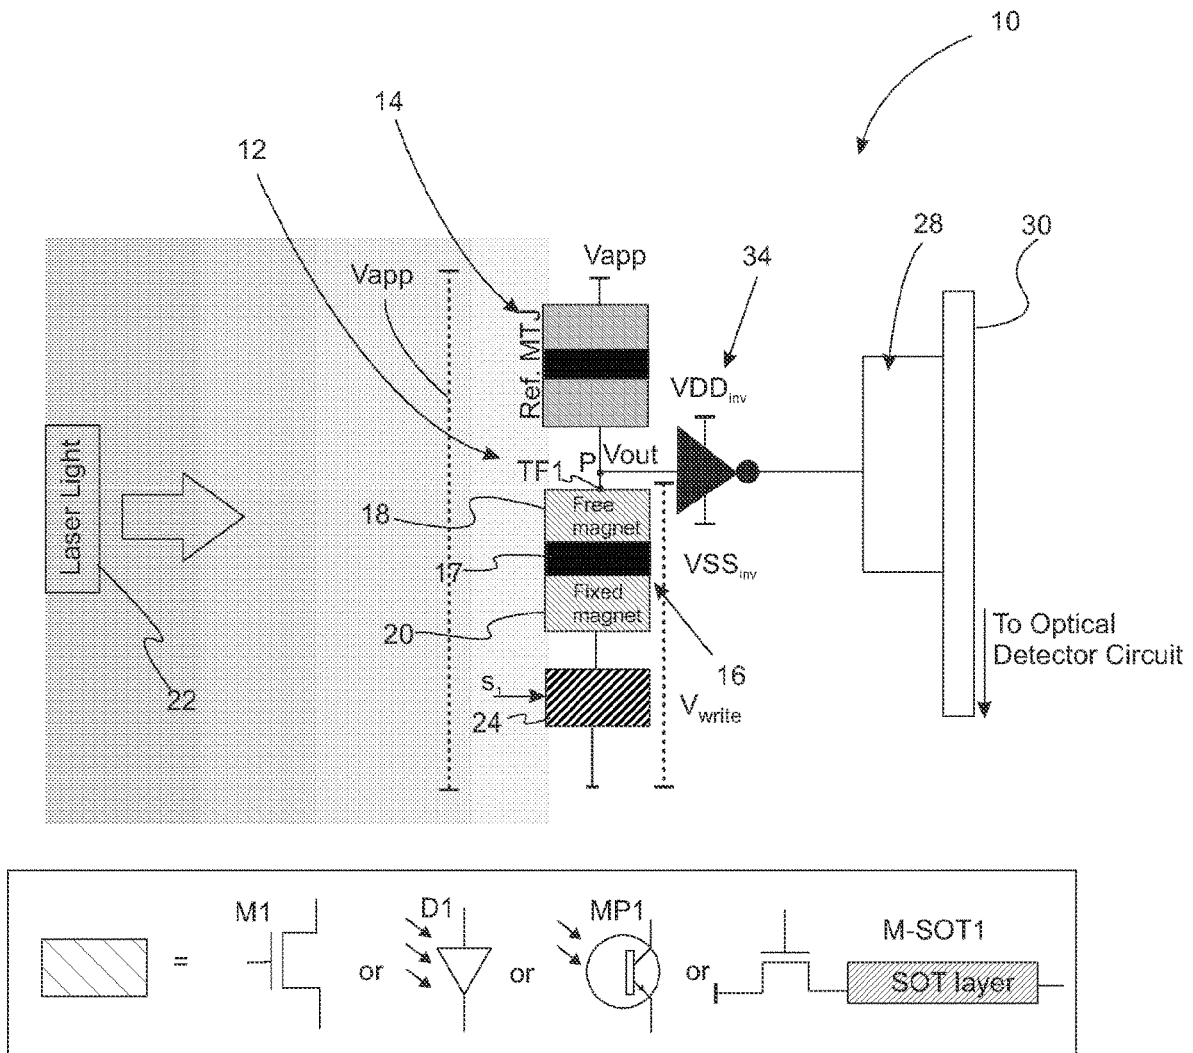 10
14
12
28
30
Vapp
Vapp
34
Ref. MTJ
VDDinv
Laser Light
P
Vout
TF1
18
Free
magnet
17
VSSinv
Fixed
magnet
20
To Optical
Detector Circuit
16
22
S1
24
Vwrite
M1
D1
MP1
M-SOT1
=
or
or
or
SOT layer